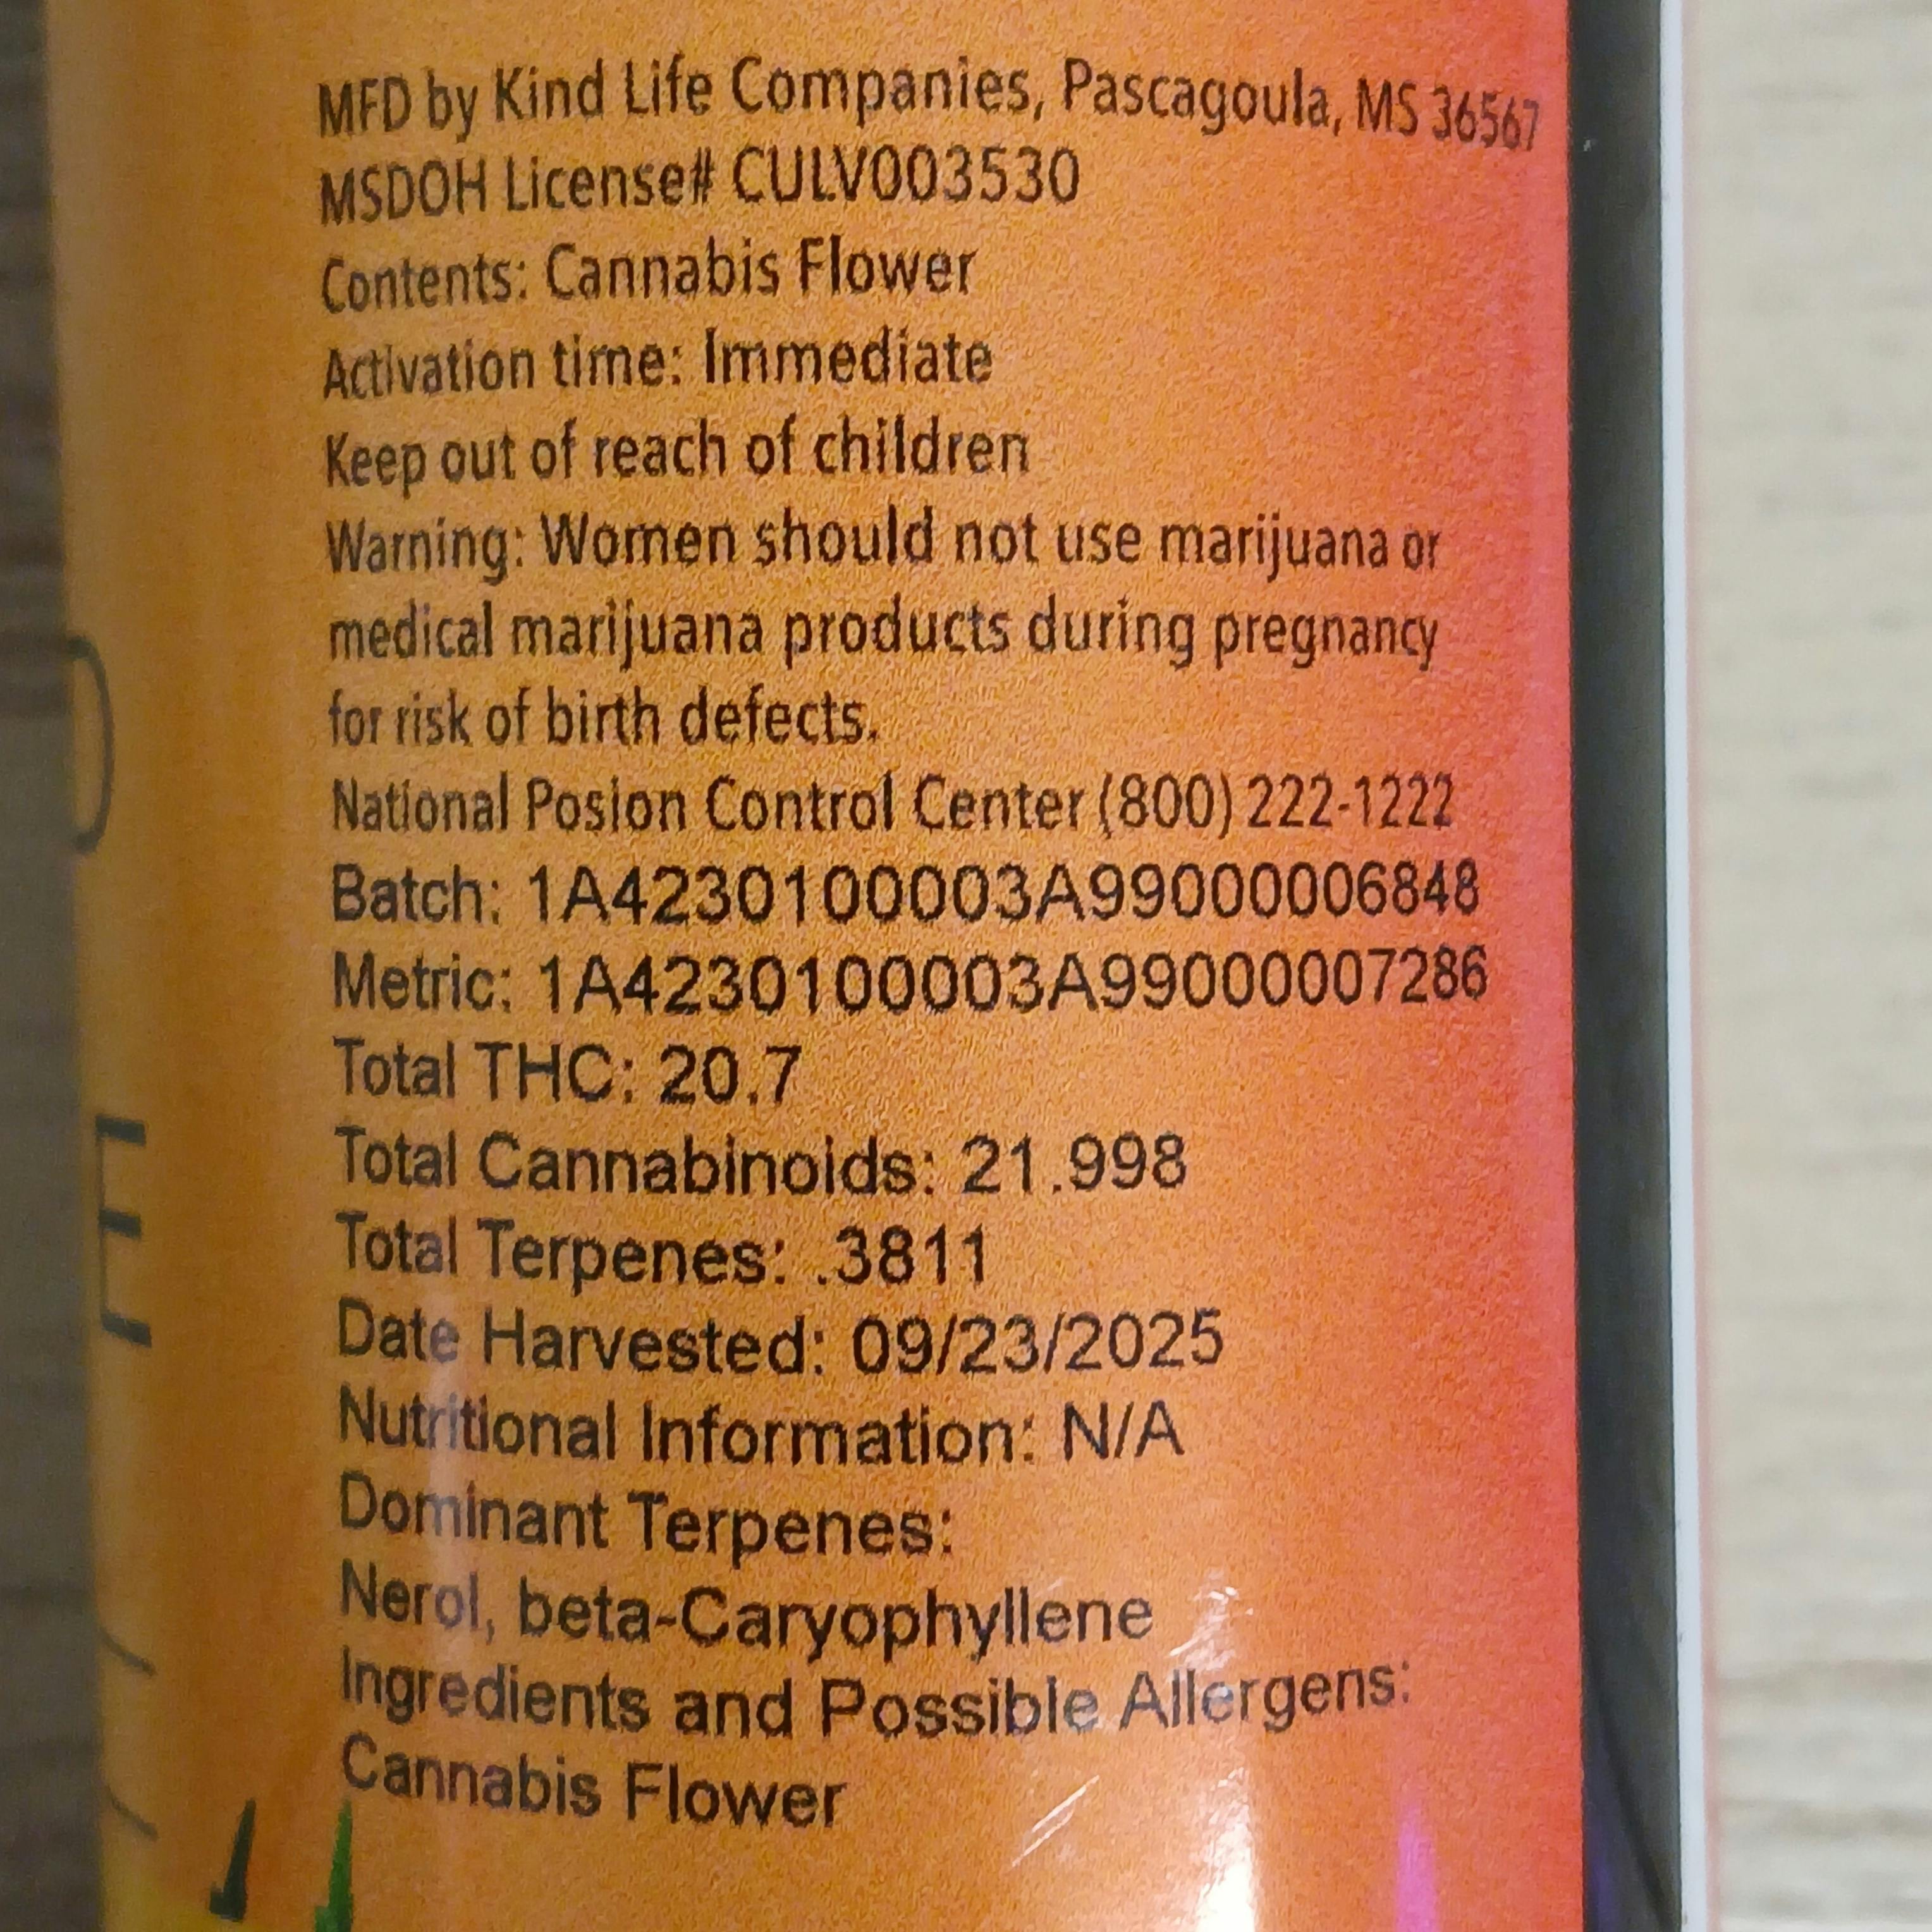 MFD by Kind Life Companies, Pascagoula, MS 36567
MSDOH License# CULV003530
Contents: Cannabis Flower
Activation time: Immediate
Keep out of reach of children
Warning: Women should not use marijuana or
medical marijuana products during pregnancy
for risk of birth defects.
National Posion Control Center (800) 222-1222
Batch: 1A4230100003A99000006848
Metric: 1A4230100003A99000007286
Total THC: 20.7
Total Cannabinoids: 21.998
Total Terpenes: .3811
Date Harvested: 09/23/2025
Nutritional Information: N/A
Dominant Terpenes:
Nerol, beta-Caryophyllene
Ingredients and Possible Allergens:
Cannabis Flower